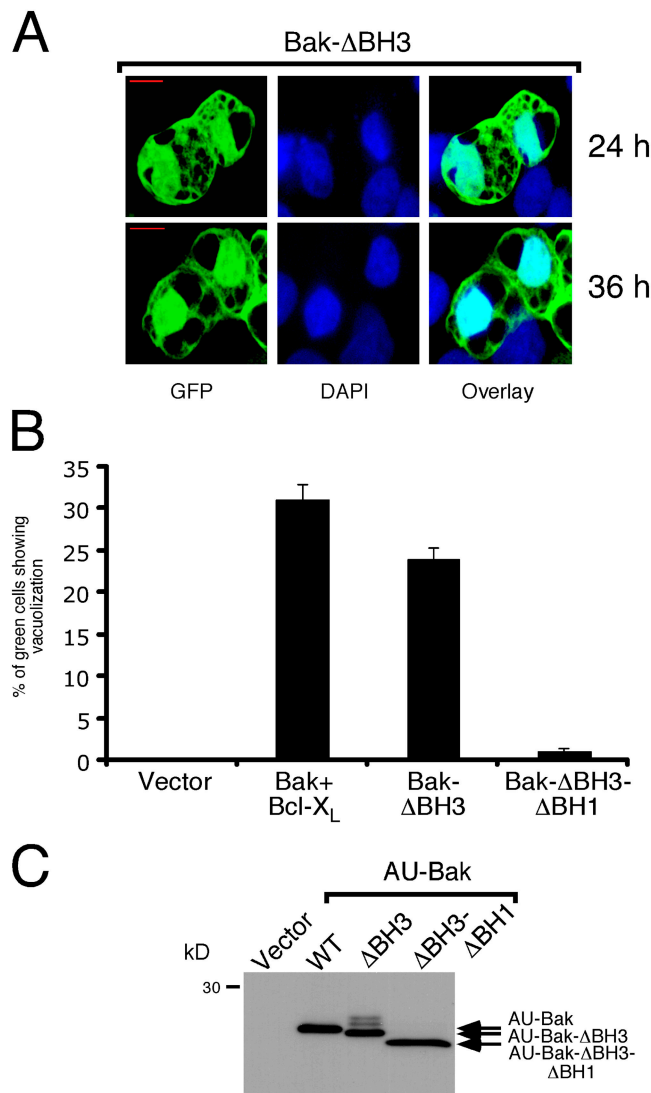 A
Bak-ΔBH3
24 h
36 h
GFP DAPI Overlay
B
% of green cells showing
vacuolization
35
30
25
20
15
10
5
0
Vector Bak+ Bak- Bak-ΔBH3-
Bcl-XL ΔBH3 ΔBH1
C
AU-Bak
kD Vector WT ΔBH3 ΔBH3-
ΔBH1
30
AU-Bak
AU-Bak-ΔBH3
AU-Bak-ΔBH3-
ΔBH1